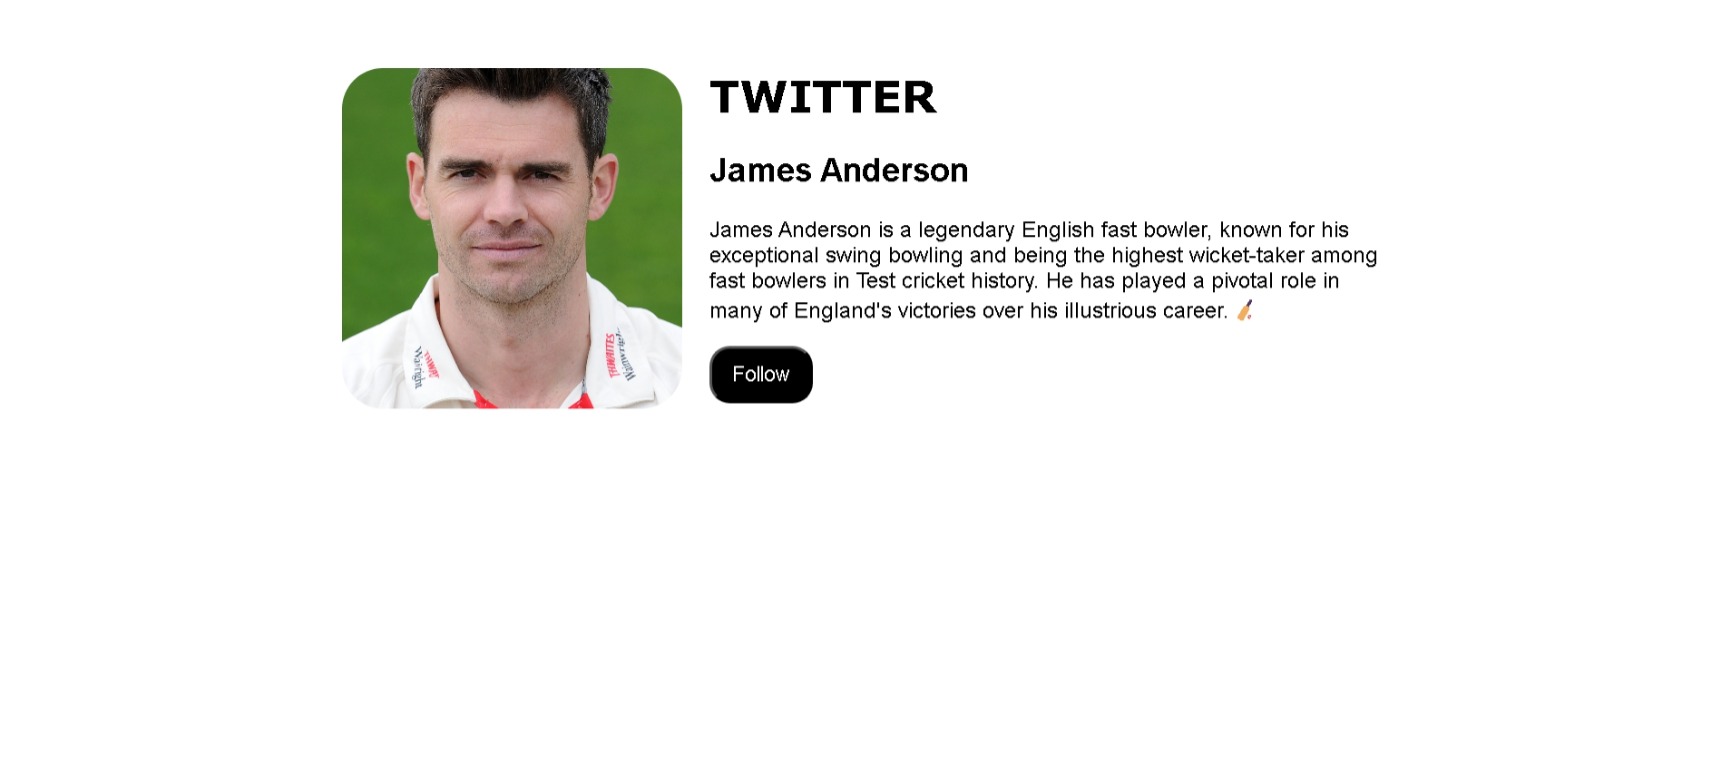 TWITTER
James Anderson
James Anderson is a legendary English fast bowler, known for his
exceptional swing bowling and being the highest wicket-taker among
fast bowlers in Test cricket history. He has played a pivotal role in
many of England's victories over his illustrious career. 🏏
Follow
THWAITES
Wainwright